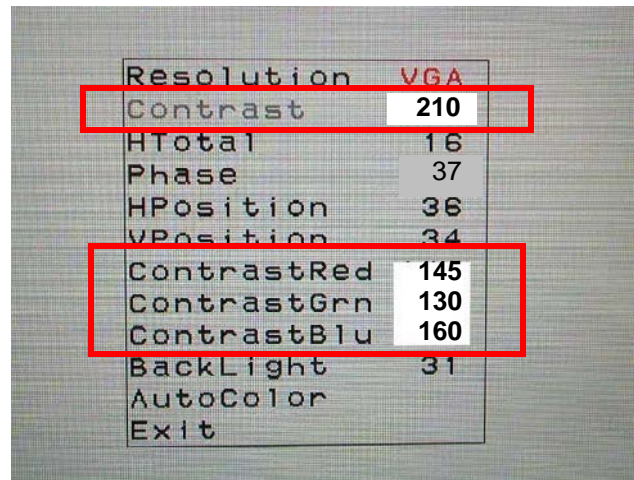 Resolution VGA
Contrast 210
HTotal 16
Phase 37
HPosition 36
VPosition 34
ContrastRed 145
ContrastGrn 130
ContrastBlu 160
BackLight 31
AutoColor
Exit